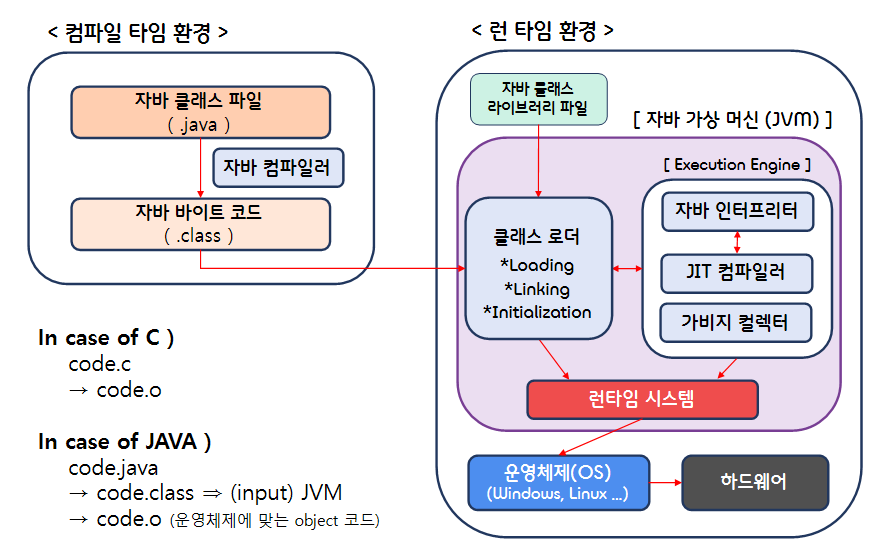 < 컴파일 타임 환경 >
자바 클래스 파일
( .java )
자바 컴파일러
자바 바이트 코드
( .class )
In case of C )
code.c
→ code.o
In case of JAVA )
code.java
→ code.class ⇒ (input) JVM
→ code.o (운영체제에 맞는 object 코드)
< 런 타임 환경 >
자바 클래스
라이브러리 파일
[ 자바 가상 머신 (JVM) ]
[ Execution Engine ]
클래스 로더
*Loading
*Linking
*Initialization
자바 인터프리터
JIT 컴파일러
가비지 컬렉터
런타임 시스템
운영체제(OS)
(Windows, Linux ...)
하드웨어